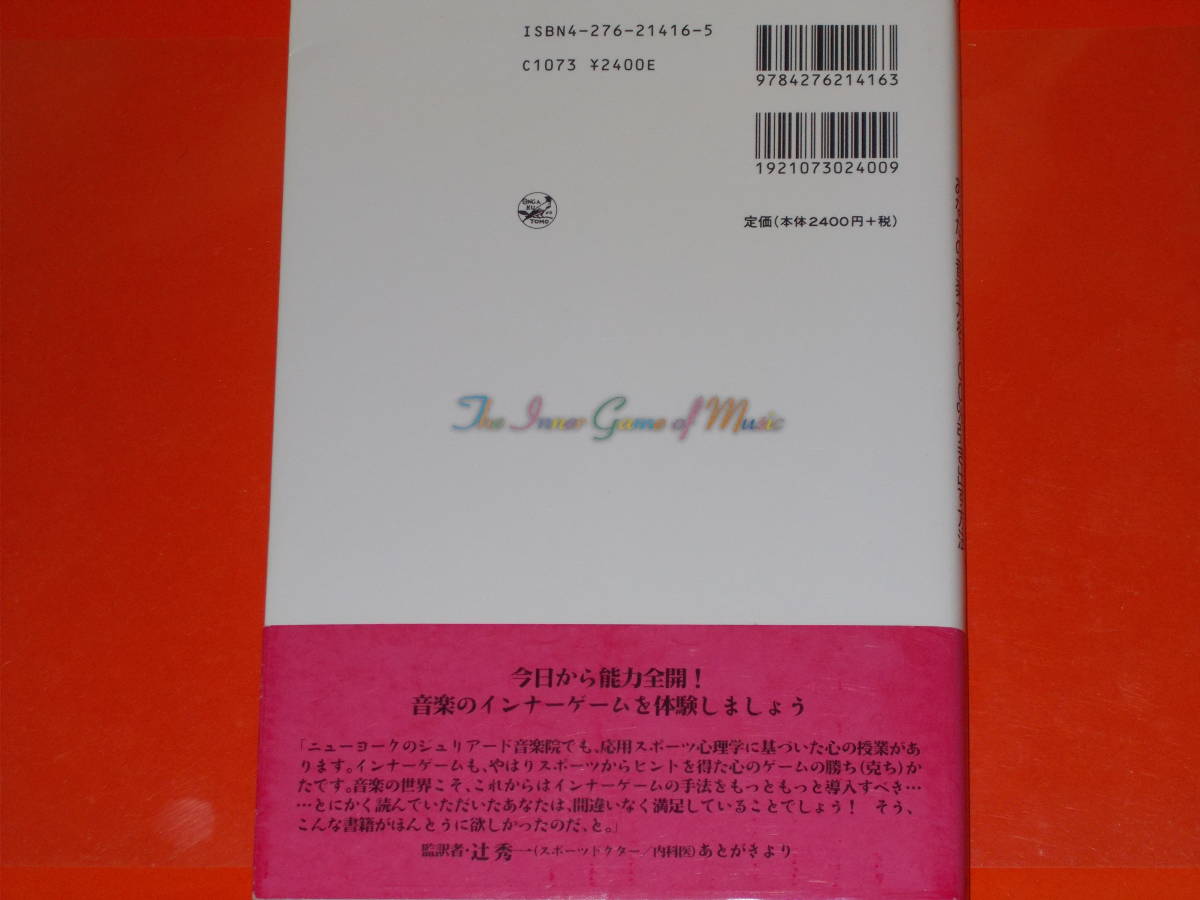 ISBN4-276-21416-5
C1073 ¥2400E
9784276214163
1921073024009
ONGA
KU NO
TOMO
定価(本体2400円+税)
The Inner Game of Music
今日から能力全開!
音楽のインナーゲームを体験しましょう
「ニューヨークのジュリアード音楽院でも、応用スポーツ心理学に基づいた心の授業があ
ります。インナーゲームも、やはりスポーツからヒントを得た心のゲームの勝ち(克ち)か
たです。音楽の世界こそ、これからはインナーゲームの手法をもっともっと導入すべき……
……とにかく読んでいただいたあなたは、間違いなく満足していることでしょう! そう、
こんな書籍がほんとうに欲しかったのだ、と。」
監訳者・辻 秀一(スポーツドクター/内科医)あとがきより